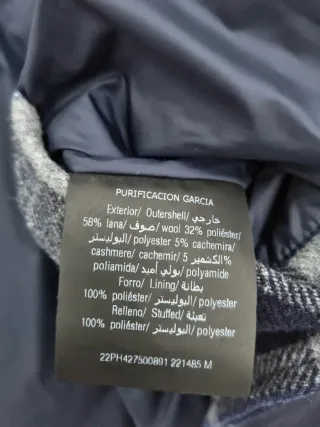 PURIFICACION GARCIA
Exterior/ Outershell/ خارجي/
58% lana/ صوف/ wool 32% poliéster/
البوليستر/ polyester 5% cachemira/
cashmere/ cachemir/ 5 الكشمير%
poliamida/ بولي أميد/ polyamide
Forro/ Lining/ بطانة/
100% poliéster/ البوليستر/ polyester
Relleno/ Stuffed/ تعبئة/
100% poliéster/ البوليستر/ polyester
22PH427500891 221485 M